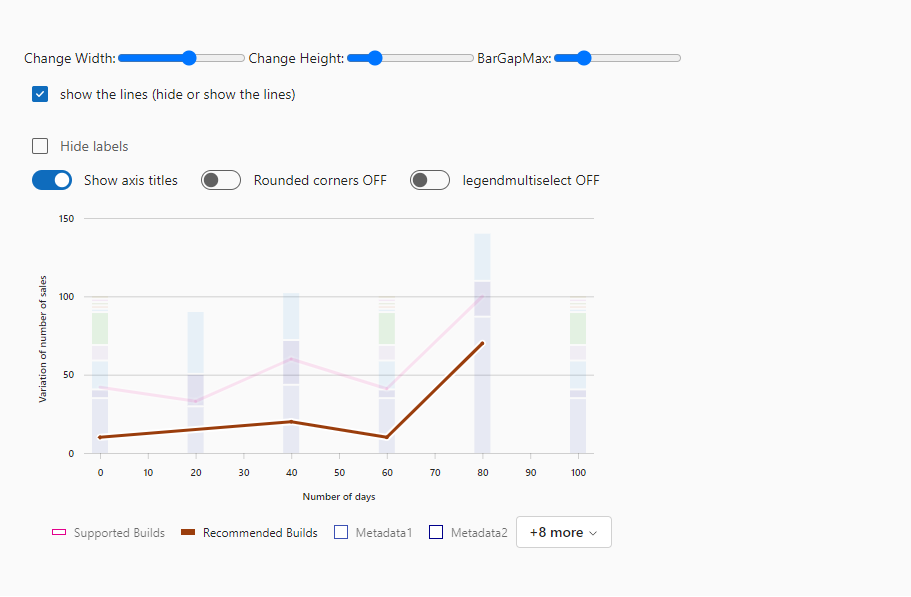 Change Width: Change Height: BarGapMax:
show the lines (hide or show the lines)
Hide labels
Show axis titles Rounded corners OFF legendmultiselect OFF
150
100
50
0
Variation of number of sales
0 10 20 30 40 50 60 70 80 90 100
Number of days
Supported Builds Recommended Builds Metadata1 Metadata2 +8 more